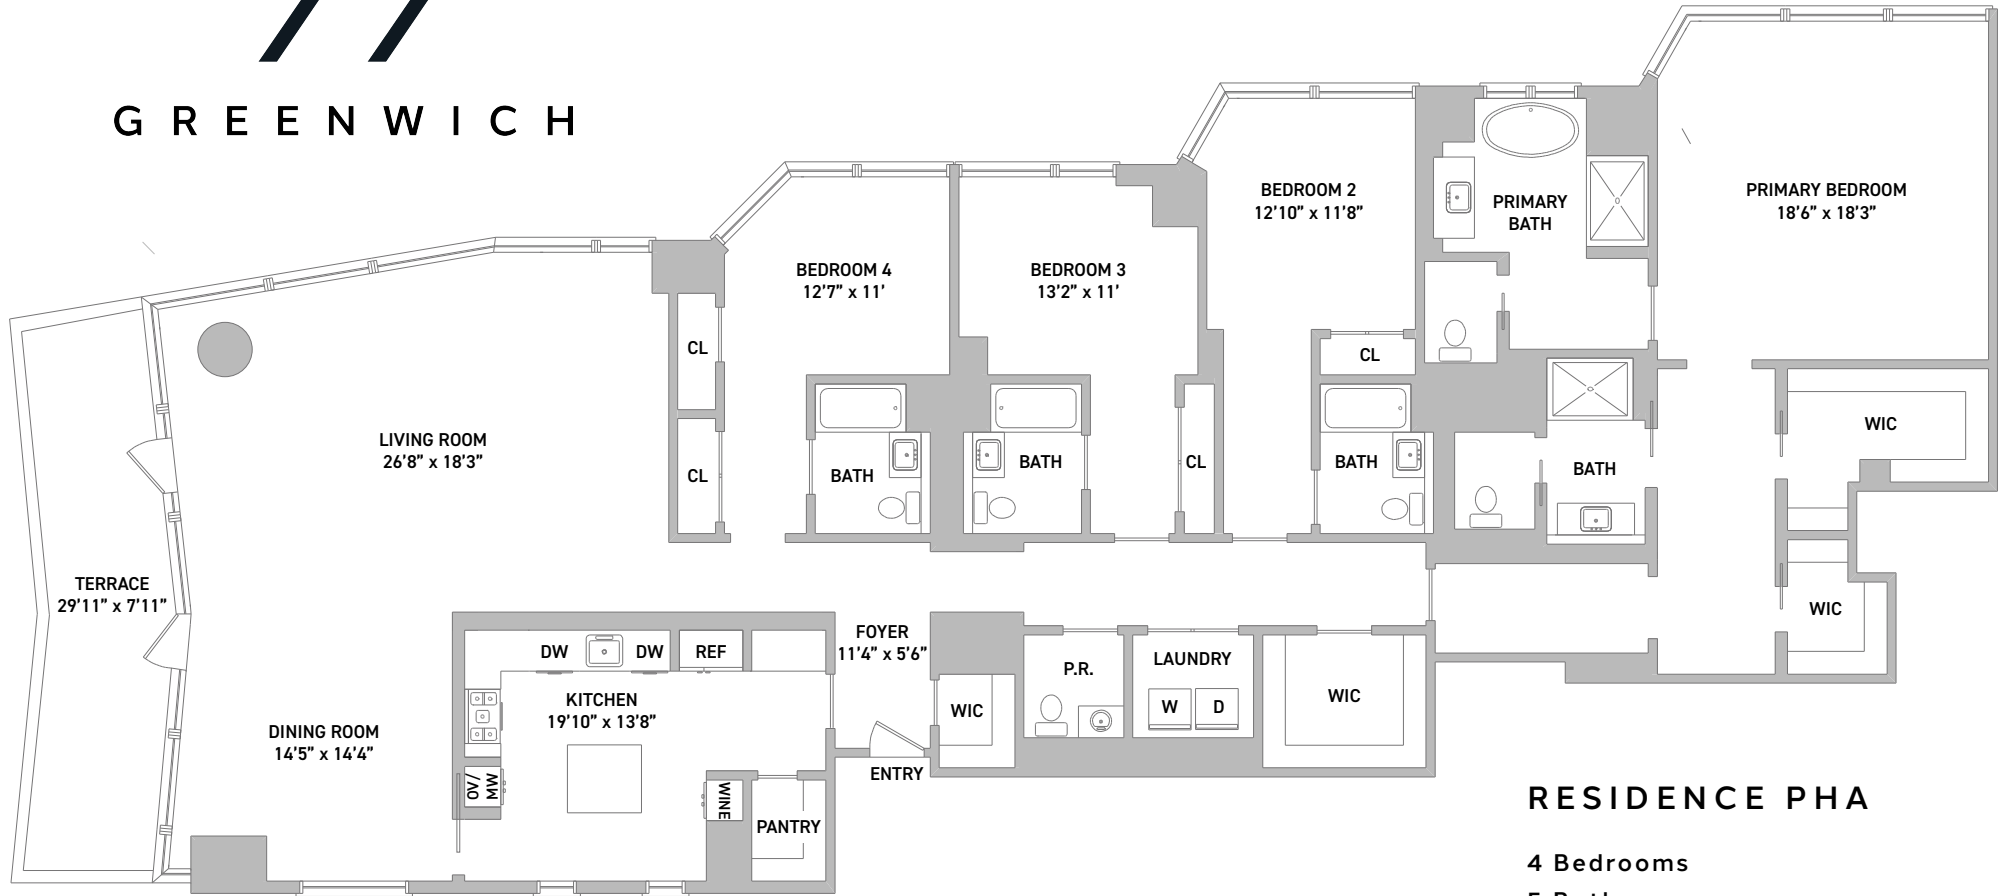 GREENWICH
PRIMARY BEDROOM
18'6" x 18'3"
BEDROOM 2
12'10" x 11'8"
PRIMARY
BATH
BEDROOM 4
12'7" x 11'
BEDROOM 3
13'2" x 11'
CL
CL
LIVING ROOM
26'8" x 18'3"
WIC
CL
BATH
BATH
CL
BATH
BATH
TERRACE
29'11" x 7'11"
WIC
FOYER
11'4" x 5'6"
DW
DW
REF
P.R.
LAUNDRY
W
D
WIC
WIC
KITCHEN
19'10" x 13'8"
DINING ROOM
14'5" x 14'4"
ENTRY
MW
/OV
WINE
PANTRY
RESIDENCE PHA
4 Bedrooms